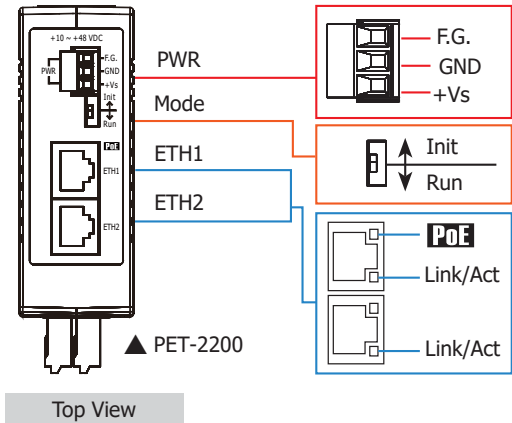 +10 ~ +48 VDC
F.G.
PWR
GND
+Vs
Init
Run
PoE
ETH1
ETH2
PWR
Mode
ETH1
ETH2
F.G.
GND
+Vs
Init
Run
PoE
Link/Act
Link/Act
▲ PET-2200
Top View